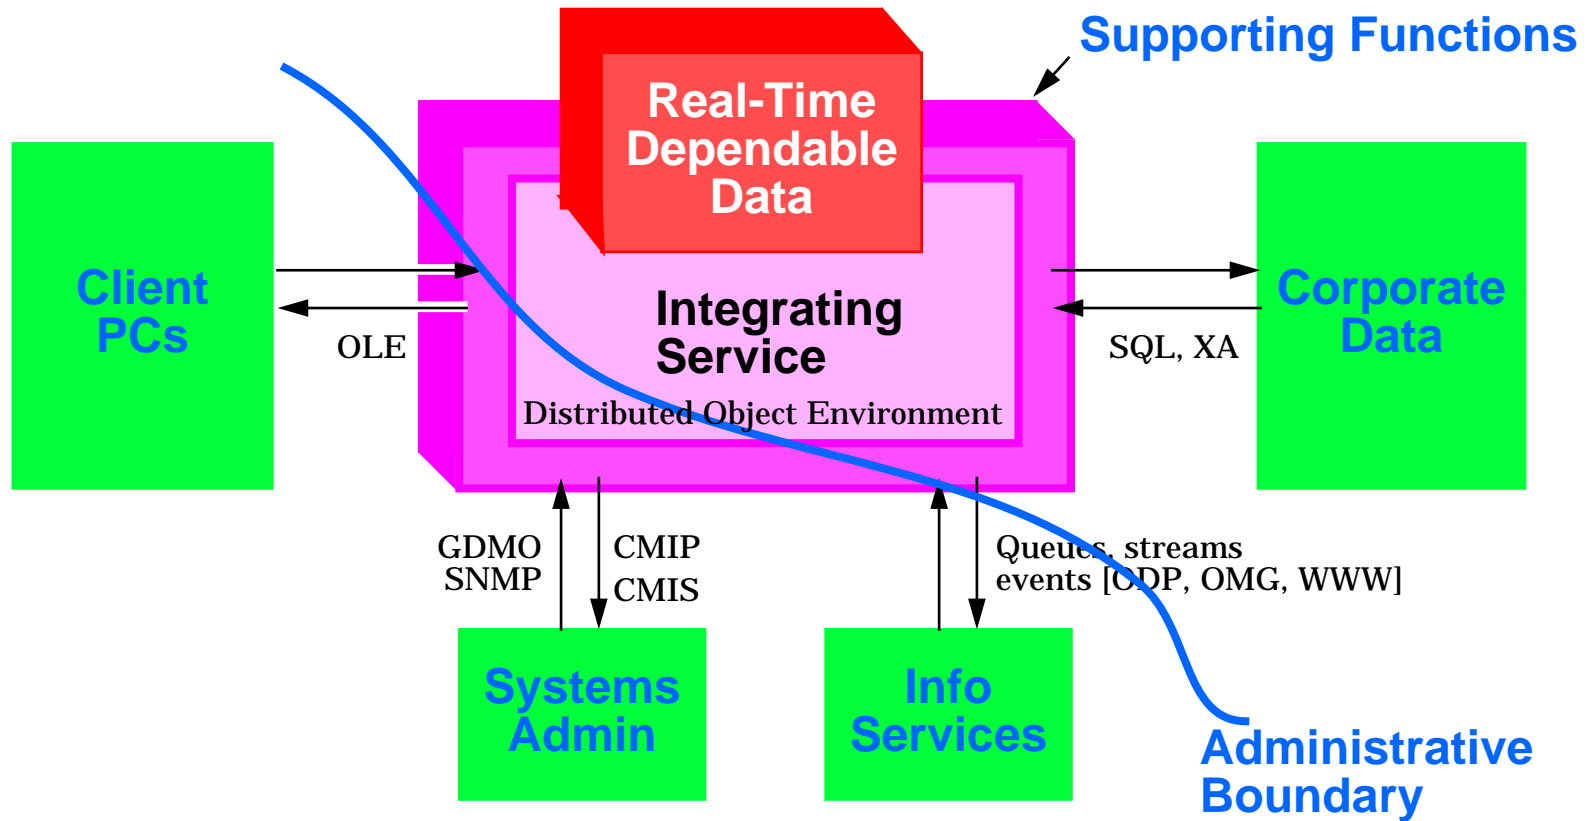 Supporting Functions
Real-Time
Dependable
Data
Client
PCs
OLE
Integrating
Service
Distributed Object Environment
SQL, XA
Corporate
Data
GDMO
SNMP
CMIP
CMIS
Queues, streams
events [ODP, OMG, WWW]
Systems
Admin
Info
Services
Administrative
Boundary